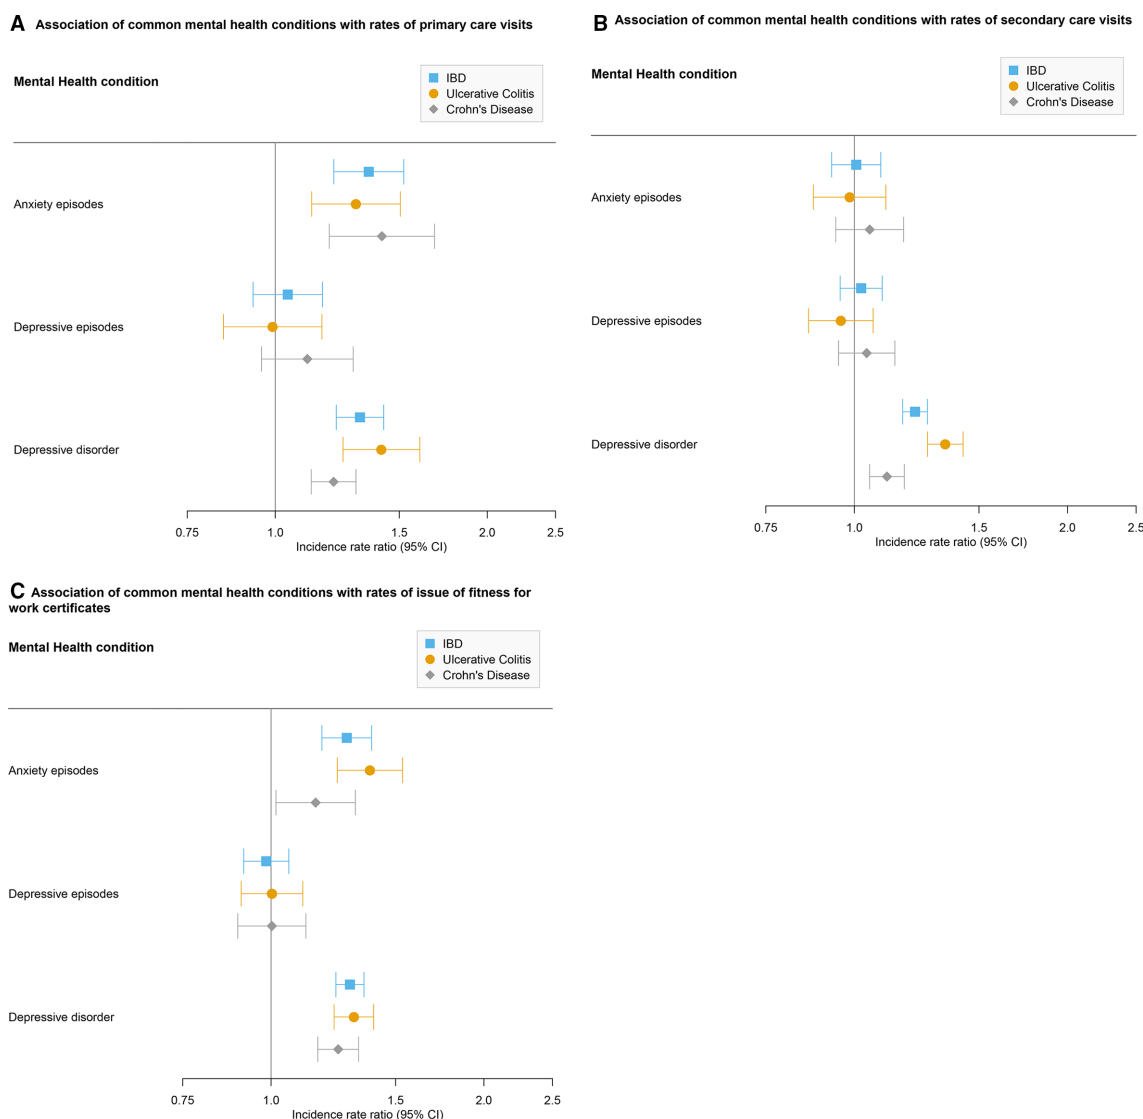 A Association of common mental health conditions with rates of primary care visits
Mental Health condition
IBD
Ulcerative Colitis
Crohn's Disease
Anxiety episodes
Depressive episodes
Depressive disorder
0.75 1.0 1.5 2.0 2.5
Incidence rate ratio (95% CI)
B Association of common mental health conditions with rates of secondary care visits
Mental Health condition
IBD
Ulcerative Colitis
Crohn's Disease
Anxiety episodes
Depressive episodes
Depressive disorder
0.75 1.0 1.5 2.0 2.5
Incidence rate ratio (95% CI)
C Association of common mental health conditions with rates of issue of fitness for
work certificates
Mental Health condition
IBD
Ulcerative Colitis
Crohn's Disease
Anxiety episodes
Depressive episodes
Depressive disorder
0.75 1.0 1.5 2.0 2.5
Incidence rate ratio (95% CI)